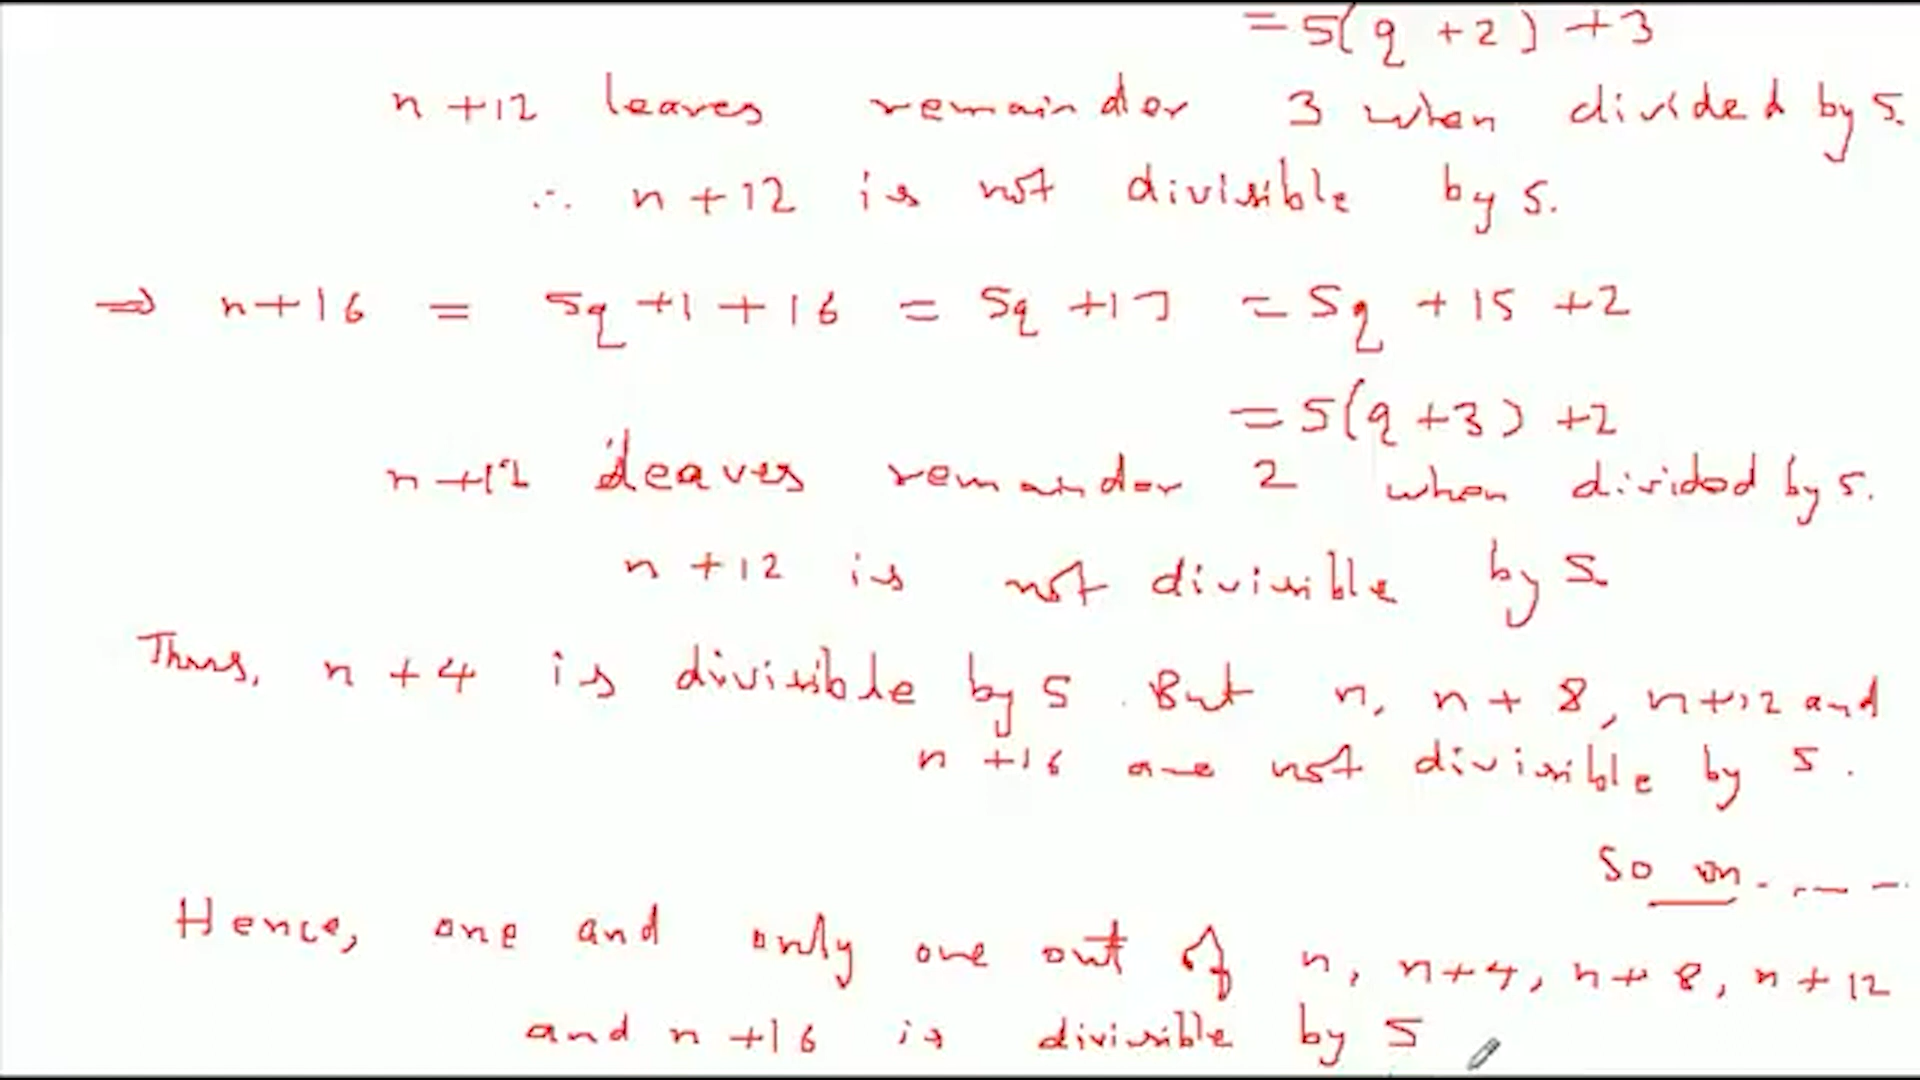 = 5(q + 2) + 3
n + 12 leaves remainder 3 when divided by 5.
∴ n + 12 is not divisible by 5.
⇒ n + 16 = 5q + 1 + 16 = 5q + 17 = 5q + 15 + 2
= 5(q + 3) + 2
n + 12 leaves remainder 2 when divided by 5.
n + 12 is not divisible by 5.
Thus, n + 4 is divisible by 5. But n, n + 8, n + 12 and
n + 16 are not divisible by 5.
So on. - - -
Hence, one and only one out of n, n + 4, n + 8, n + 12
and n + 16 is divisible by 5